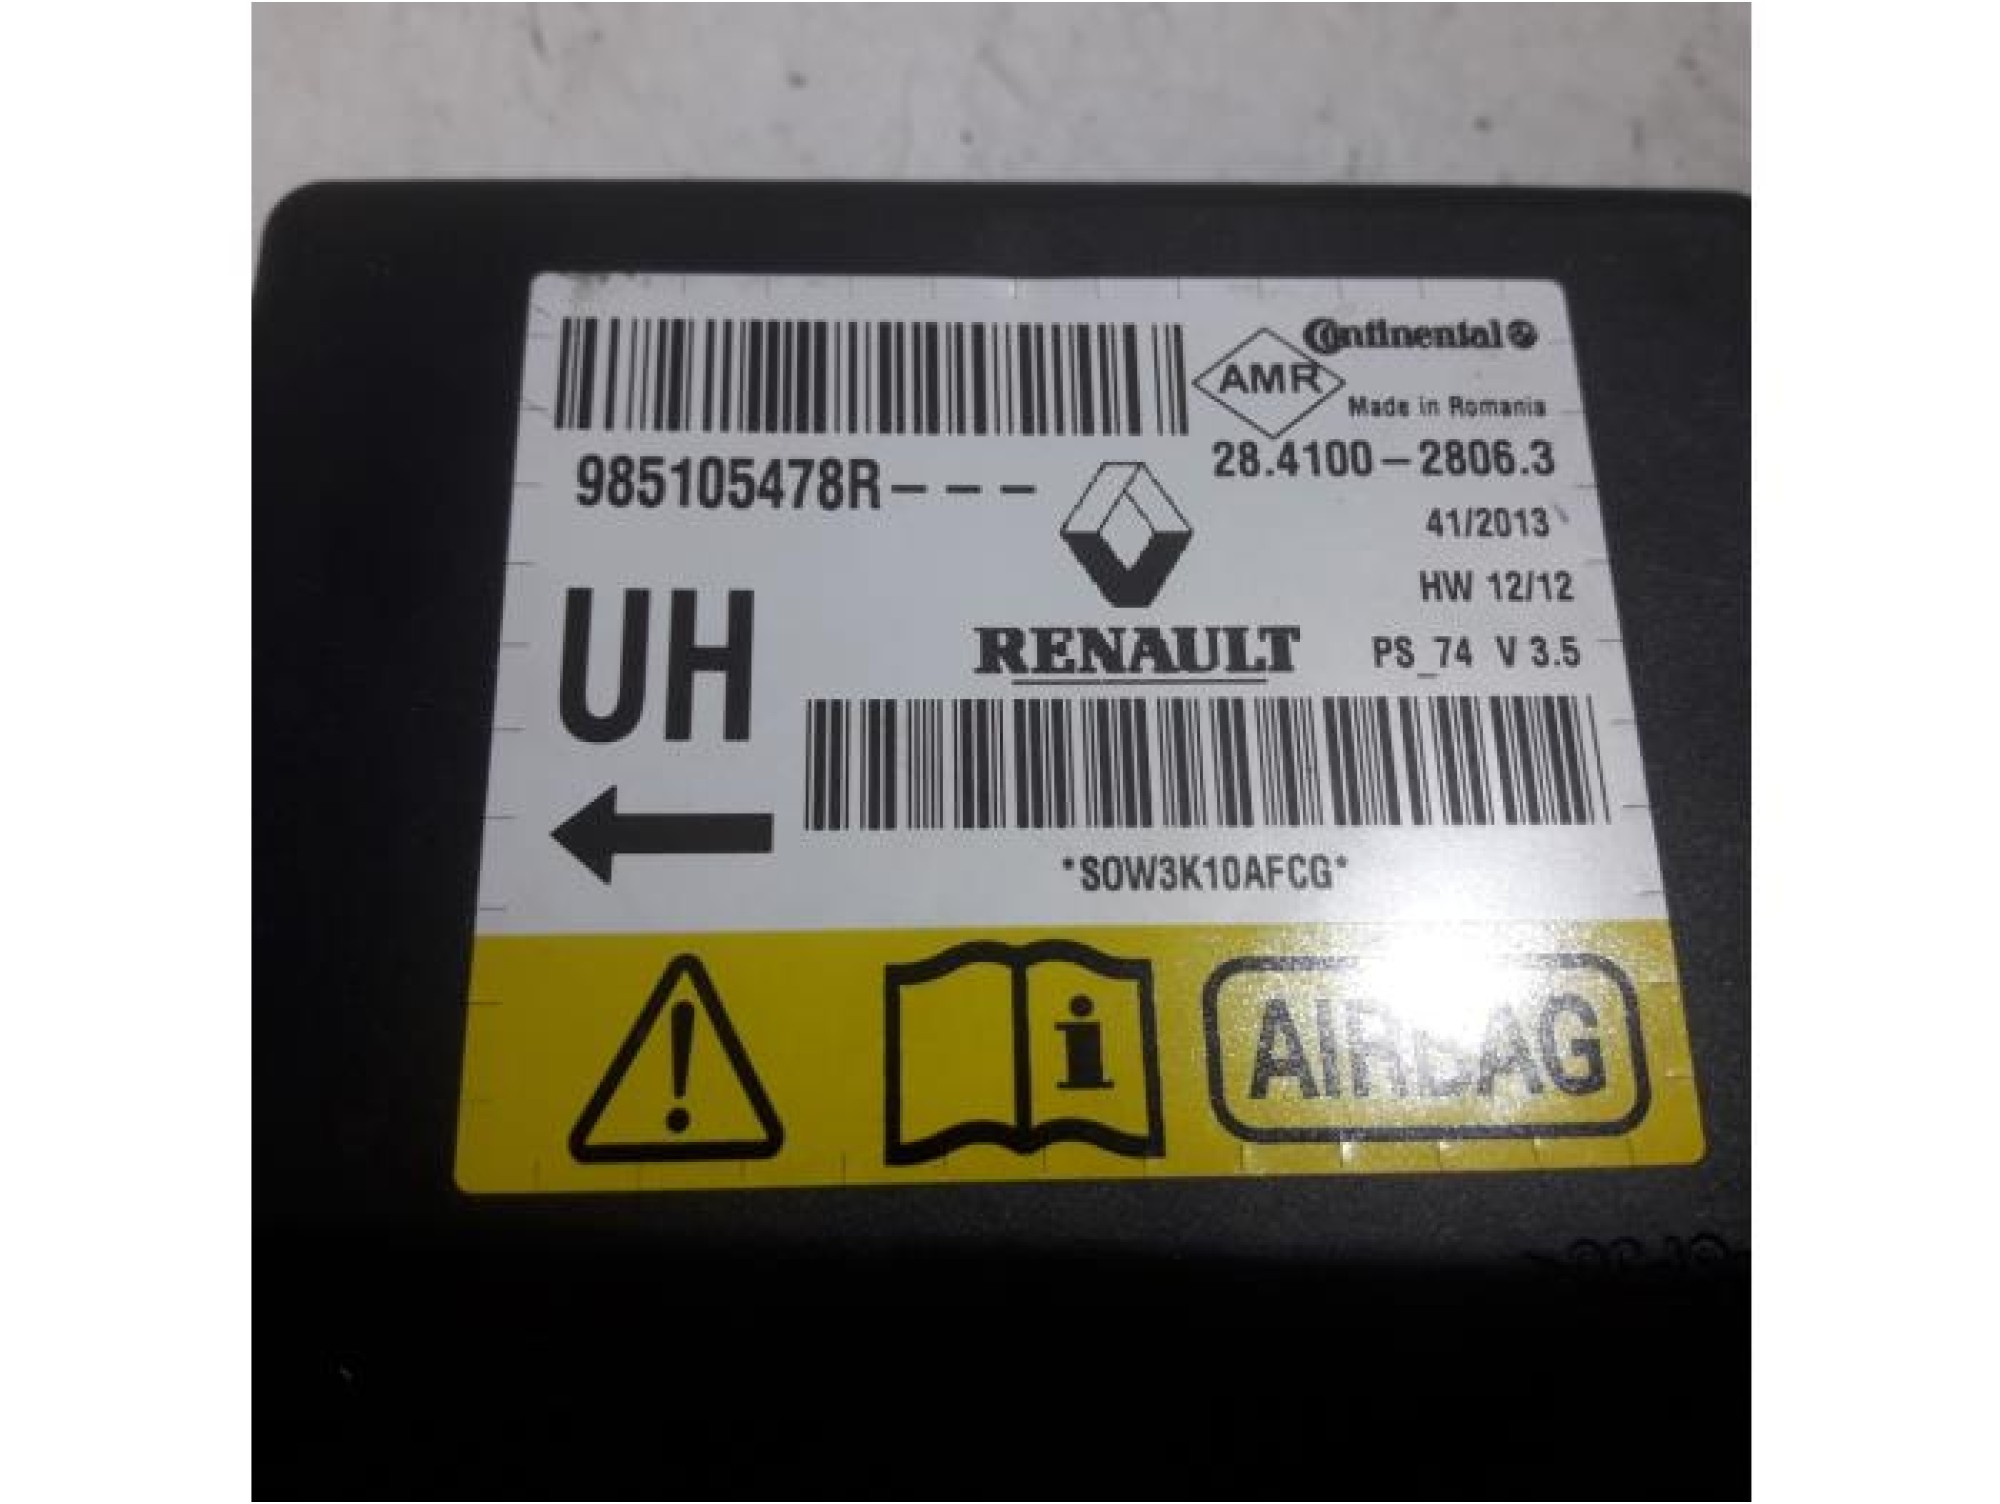 Continental
AMR
Made in Romania
985105478R---
28.4100-2806.3
41/2013
HW 12/12
UH
RENAULT
PS_74 V 3.5
*S0W3K10AFCG*
i
AIRBAG